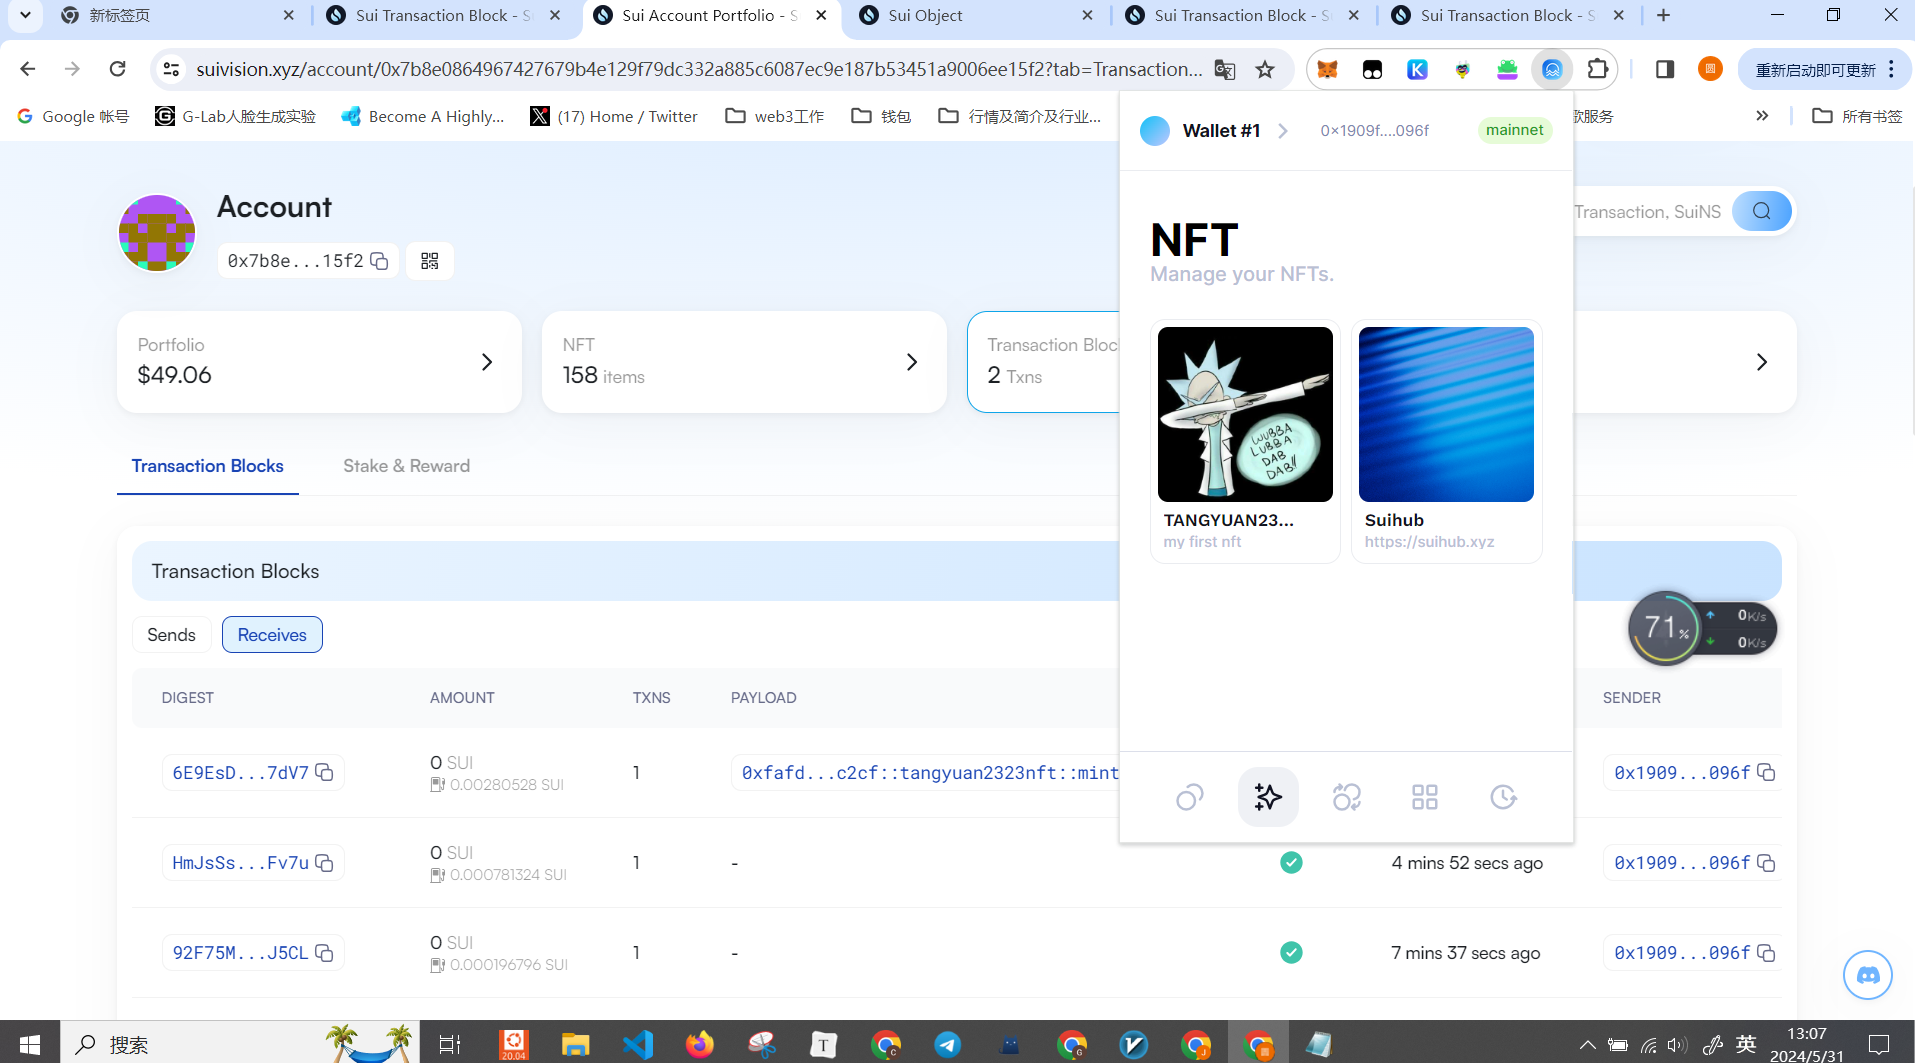 新标签页
Sui Transaction Block - S
Sui Account Portfolio - S
Sui Object
Sui Transaction Block - S
Sui Transaction Block - S
suivision.xyz/account/0x7b8e0864967427679b4e129f79dc332a885c6087ec9e187b53451a9006ee15f2?tab=Transaction...
圆
重新启动即可更新
Google 帐号
G-Lab人脸生成实验
Become A Highly...
(17) Home / Twitter
web3工作
钱包
行情及简介及行业...
歌服务
所有书签
Account
0x7b8e...15f2
Transaction, SuiNS
Portfolio
$49.06
NFT
158 items
Transaction Bloc
2 Txns
Transaction Blocks
Stake & Reward
Transaction Blocks
Sends
Receives
DIGEST
AMOUNT
TXNS
PAYLOAD
SENDER
6E9EsD...7dV7
0 SUI
0.00280528 SUI
1
0xfafd...c2cf::tangyuan2323nft::mint
0x1909...096f
HmJsSs...Fv7u
0 SUI
0.000781324 SUI
1
-
4 mins 52 secs ago
0x1909...096f
92F75M...J5CL
0 SUI
0.000196796 SUI
1
-
7 mins 37 secs ago
0x1909...096f
Wallet #1
0×1909f....096f
mainnet
NFT
Manage your NFTs.
WUBBA
LUBBA
DAB
DAB!!
TANGYUAN23...
my first nft
Suihub
https://suihub.xyz
71%
0K/s
0K/s
搜索
20.04
T
C
G
J
英
13:07
2024/5/31